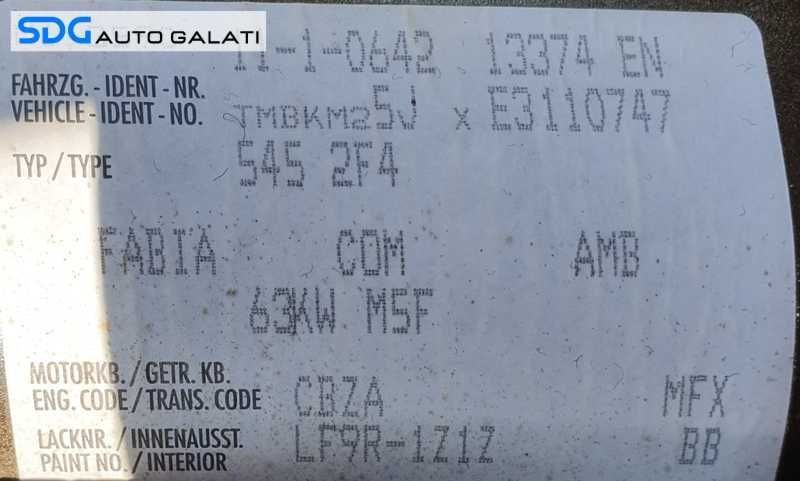 SDG AUTO GALATI
11-1-0642 13374 EN
FAHRZG. - IDENT - NR.
VEHICLE - IDENT - NO. TMBKMs25J x E3110747
TYP / TYPE 545 2F4
FABIA COM AMB
63KW M5F
MOTORKB. / GETR. KB.
ENG. CODE / TRANS. CODE CBZA MFX
LACKNR. / INNENAUSST. LF9R-1Z1Z BB
PAINT NO. / INTERIOR